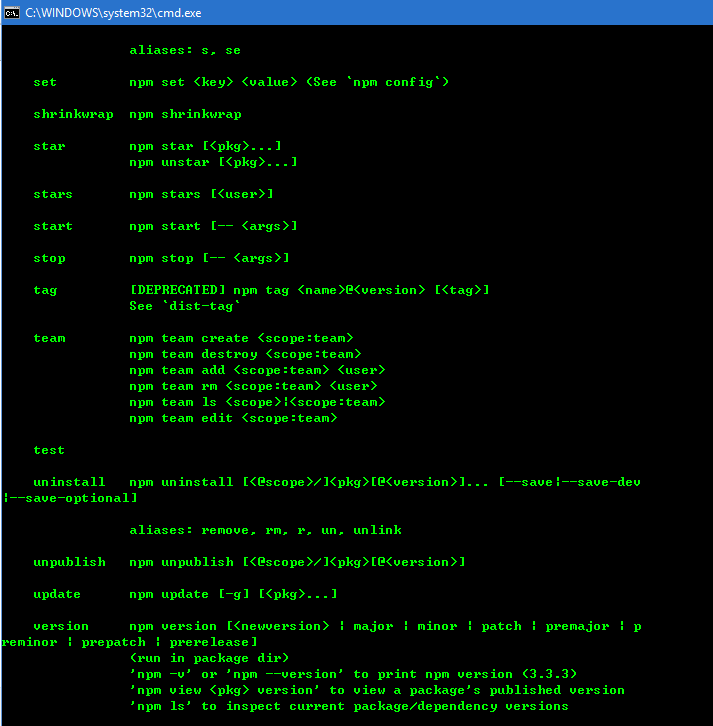 C:\WINDOWS\system32\cmd.exe
aliases: s, se
set npm set <key> <value> (See `npm config`)
shrinkwrap npm shrinkwrap
star npm star [<pkg>...]
npm unstar [<pkg>...]
stars npm stars [<user>]
start npm start [-- <args>]
stop npm stop [-- <args>]
tag [DEPRECATED] npm tag <name>@<version> [<tag>]
See `dist-tag`
team npm team create <scope:team>
npm team destroy <scope:team>
npm team add <scope:team> <user>
npm team rm <scope:team> <user>
npm team ls <scope>|<scope:team>
npm team edit <scope:team>
test
uninstall npm uninstall [<@scope>/]<pkg>[@<version>]... [--save|--save-dev
|--save-optional]
aliases: remove, rm, r, un, unlink
unpublish npm unpublish [<@scope>/]<pkg>[@<version>]
update npm update [-g] [<pkg>...]
version npm version [<newversion> | major | minor | patch | premajor | p
reminor | prepatch | prerelease]
(run in package dir)
'npm -v' or 'npm --version' to print npm version (3.3.3)
'npm view <pkg> version' to view a package's published version
'npm ls' to inspect current package/dependency versions